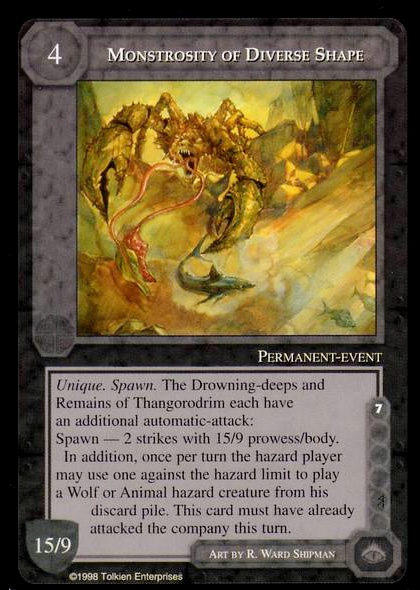 4
MONSTROSITY OF DIVERSE SHAPE
PERMANENT-EVENT
Unique. Spawn. The Drowning-deeps and
Remains of Thangorodrim each have
an additional automatic-attack:
Spawn — 2 strikes with 15/9 prowess/body.
In addition, once per turn the hazard player
may use one against the hazard limit to play
a Wolf or Animal hazard creature from his
discard pile. This card must have already
attacked the company this turn.
7
15/9
ART BY R. WARD SHIPMAN
©1998 Tolkien Enterprises